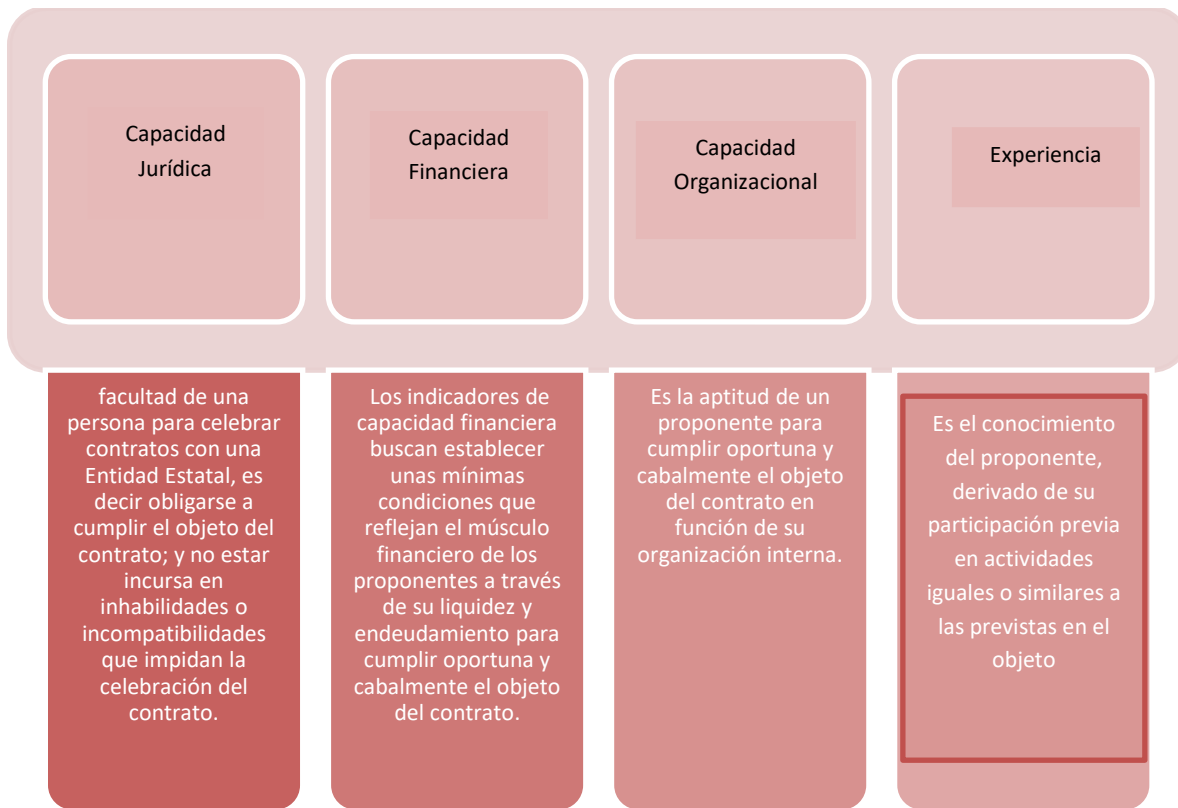 Capacidad
Jurídica
Capacidad
Financiera
Capacidad
Organizacional
Experiencia
facultad de una
persona para celebrar
contratos con una
Entidad Estatal, es
decir obligarse a
cumplir el objeto del
contrato; y no estar
incursa en
inhabilidades o
incompatibilidades
que impidan la
celebración del
contrato.
Los indicadores de
capacidad financiera
buscan establecer
unas mínimas
condiciones que
reflejan el músculo
financiero de los
proponentes a través
de su liquidez y
endeudamiento para
cumplir oportuna y
cabalmente el objeto
del contrato.
Es la aptitud de un
proponente para
cumplir oportuna y
cabalmente el objeto
del contrato en
función de su
organización interna.
Es el conocimiento
del proponente,
derivado de su
participación previa
en actividades
iguales o similares a
las previstas en el
objeto